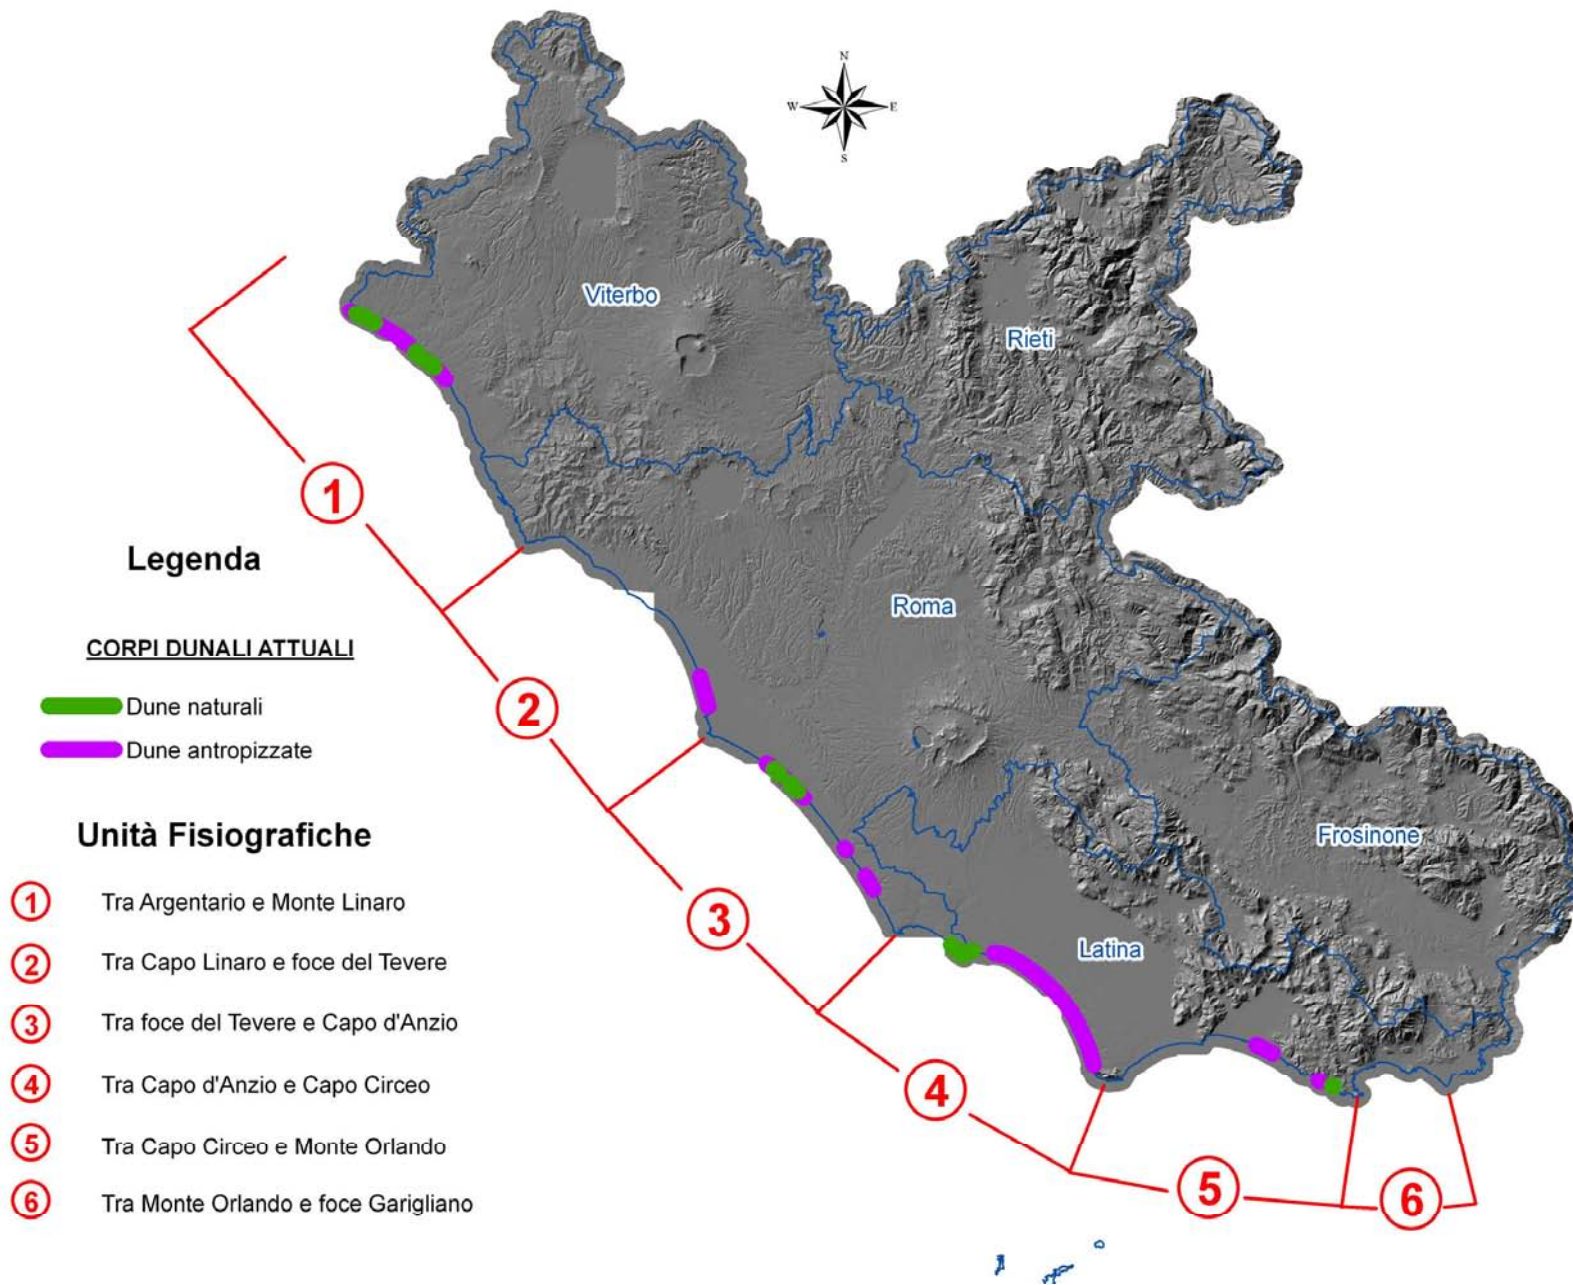 N
W E
S
Viterbo
Rieti
1
Legenda
Roma
CORPI DUNALI ATTUALI
2
Dune naturali
Dune antropizzate
Unità Fisiografiche
Frosinone
1 Tra Argentario e Monte Linaro
3
Latina
2 Tra Capo Linaro e foce del Tevere
3 Tra foce del Tevere e Capo d'Anzio
4 Tra Capo d'Anzio e Capo Circeo
4
5 Tra Capo Circeo e Monte Orlando
5
6
6 Tra Monte Orlando e foce Garigliano